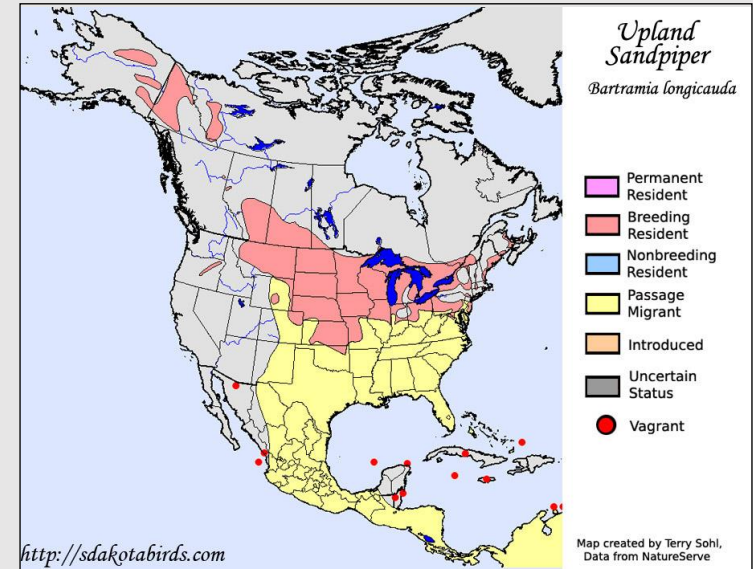 Upland
Sandpiper
Bartramia longicauda
Permanent
Resident
Breeding
Resident
Nonbreeding
Resident
Passage
Migrant
Introduced
Uncertain
Status
Vagrant
http://sdakotabirds.com
Map created by Terry Sohl,
Data from NatureServe